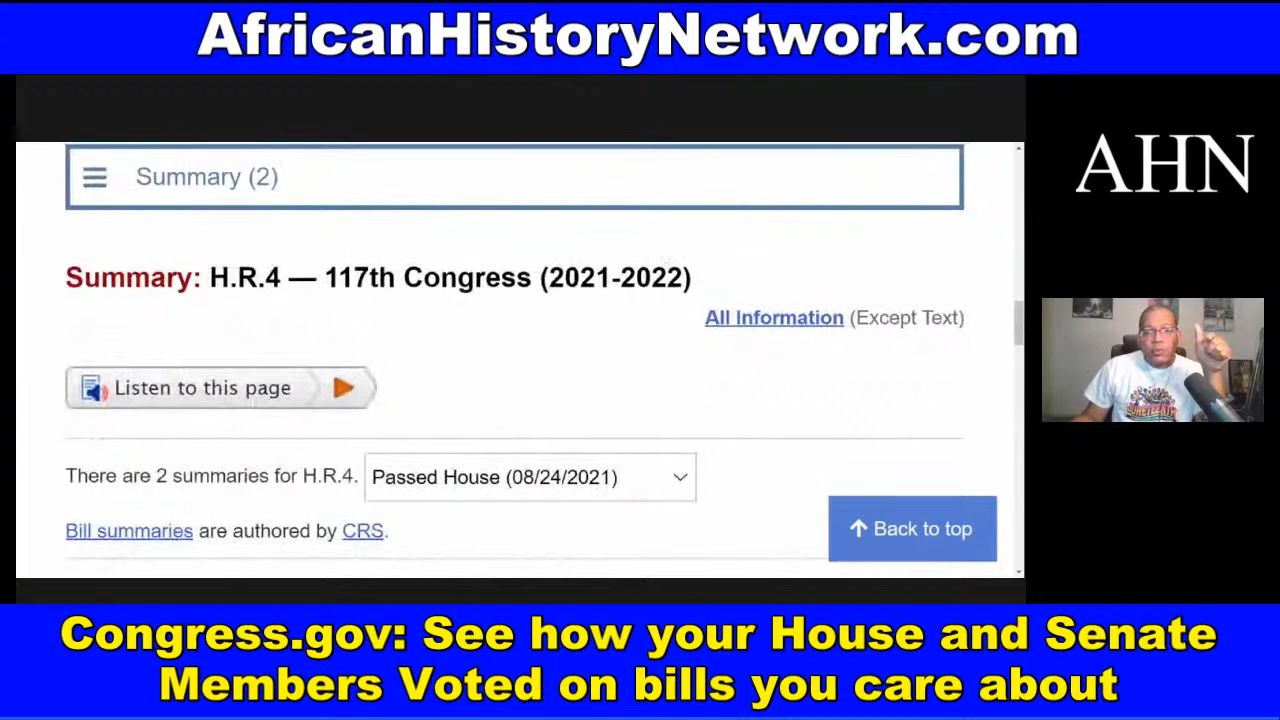 AfricanHistoryNetwork.com
AHN
Summary (2)
Summary: H.R.4 — 117th Congress (2021-2022)
All Information (Except Text)
Listen to this page
There are 2 summaries for H.R.4. Passed House (08/24/2021)
Bill summaries are authored by CRS.
Back to top
Congress.gov: See how your House and Senate
Members Voted on bills you care about